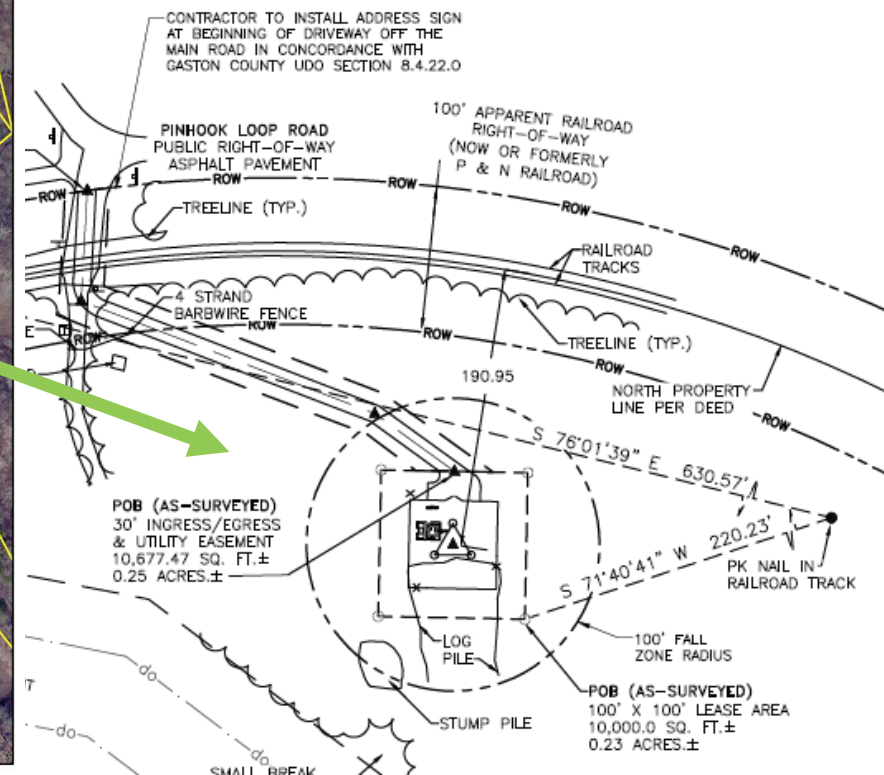 CONTRACTOR TO INSTALL ADDRESS SIGN
AT BEGINNING OF DRIVEWAY OFF THE
MAIN ROAD IN CONCORDANCE WITH
GASTON COUNTY UDO SECTION 8.4.22.0
100' APPARENT RAILROAD
RIGHT-OF-WAY
(NOW OR FORMERLY
P & N RAILROAD)
PINHOOK LOOP ROAD
PUBLIC RIGHT-OF-WAY
ASPHALT PAVEMENT
ROW
ROW
ROW
ROW
ROW
TREELINE (TYP.)
RAILROAD
TRACKS
4 STRAND
BARBWIRE FENCE
ROW
ROW
ROW
ROW
ROW
TREELINE (TYP.)
190.95
NORTH PROPERTY
LINE PER DEED
S 76°01'39" E 630.57'
E
POB (AS-SURVEYED)
30' INGRESS/EGRESS
& UTILITY EASEMENT
10,677.47 SQ. FT.±
0.25 ACRES.±
S 71°40'41" W 220.23'
PK NAIL IN
RAILROAD TRACK
LOG
PILE
100' FALL
ZONE RADIUS
POB (AS-SURVEYED)
100' X 100' LEASE AREA
10,000.0 SQ. FT.±
0.23 ACRES.±
STUMP PILE
do
do
do
SMALL BREAK